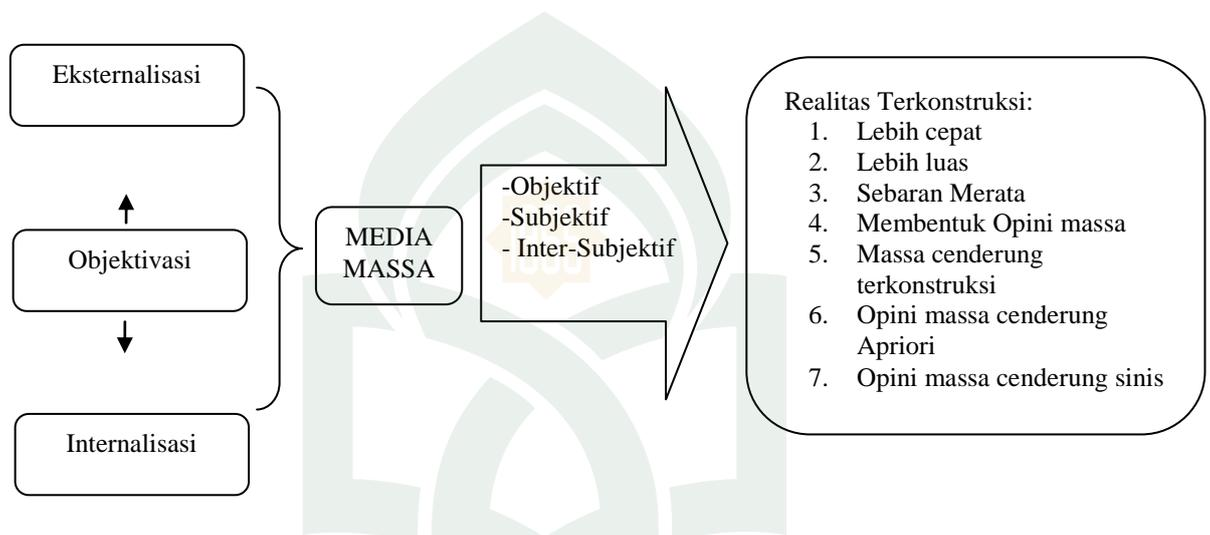 Eksternalisasi
Objektivasi
Internalisasi
MEDIA
MASSA
-Objektif
-Subjektif
- Inter-Subjektif
Realitas Terkonstruksi:
1. Lebih cepat
2. Lebih luas
3. Sebaran Merata
4. Membentuk Opini massa
5. Massa cenderung
terkonstruksi
6. Opini massa cenderung
Apriori
7. Opini massa cenderung sinis